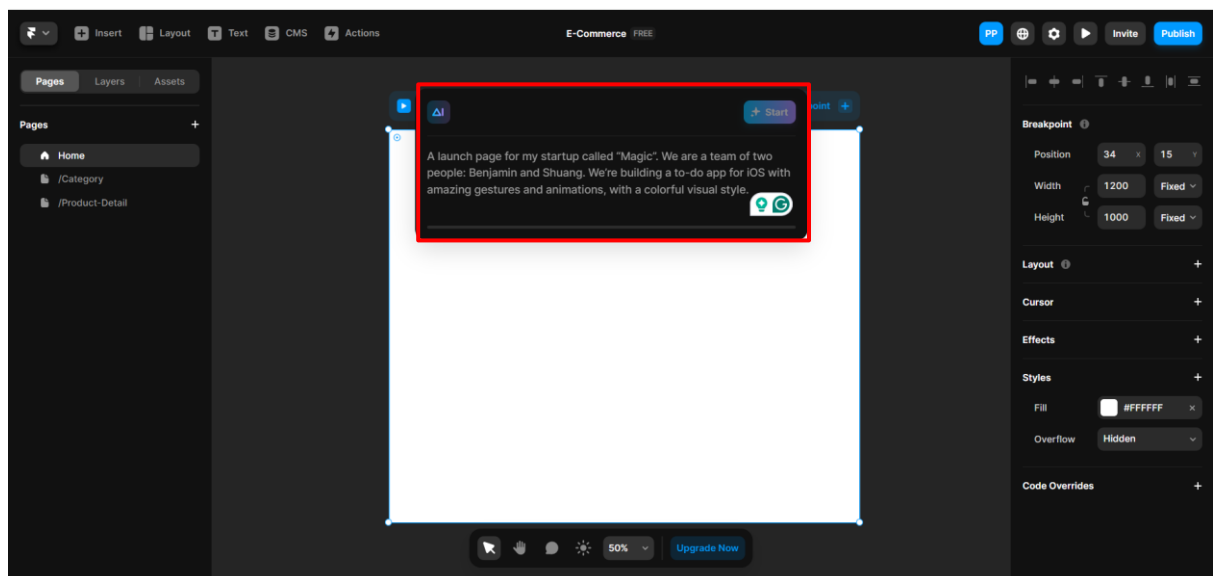 Insert Layout Text CMS Actions E-Commerce FREE PP Invite Publish
Pages Layers Assets
Pages +
Home
/Category
/Product-Detail
AI Start
A launch page for my startup called “Magic”. We are a team of two
people: Benjamin and Shuang. We’re building a to-do app for iOS with
amazing gestures and animations, with a colorful visual style.
oint +
Breakpoint
Position 34 X 15 Y
Width 1200 Fixed
Height 1000 Fixed
Layout +
Cursor +
Effects +
Styles +
Fill #FFFFFF ×
Overflow Hidden
Code Overrides +
50% Upgrade Now